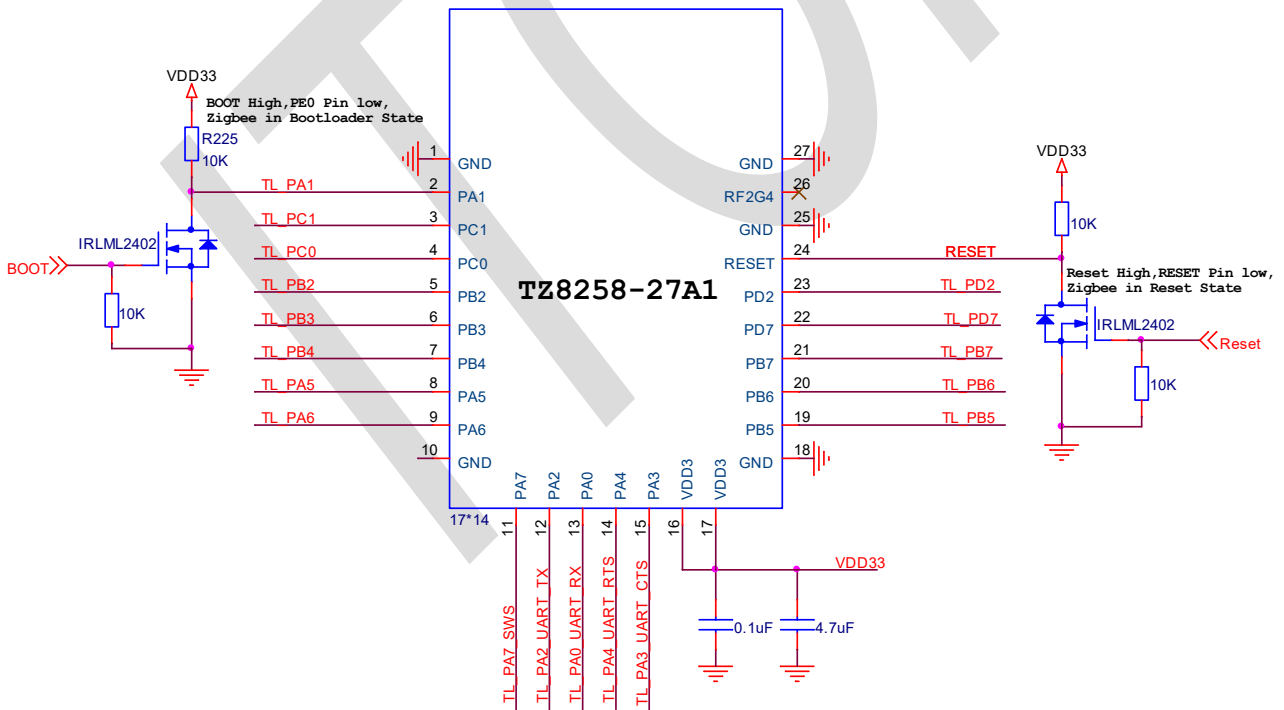 VDD33
BOOT High,PE0 Pin low,
Zigbee in Bootloader State
R225
10K
TL_PA1
TL_PC1
TL_PC0
TL_PB2
TL_PB3
TL_PB4
TL_PA5
TL_PA6
IRLML2402
BOOT
10K
1
2
3
4
5
6
7
8
9
10
GND
PA1
PC1
PC0
PB2
PB3
PB4
PA5
PA6
GND
TZ8258-27A1
GND
RF2G4
GND
RESET
PD2
PD7
PB7
PB6
PB5
GND
27
26
25
24
23
22
21
20
19
18
RESET
TL_PD2
TL_PD7
TL_PB7
TL_PB6
TL_PB5
VDD33
10K
Reset High,RESET Pin low,
Zigbee in Reset State
IRLML2402
Reset
10K
PA7
PA2
PA0
PA4
PA3
VDD3
VDD3
17*14
11
12
13
14
15
16
17
TL_PA7_SWS
TL_PA2_UART_TX
TL_PA0_UART_RX
TL_PA4_UART_RTS
TL_PA3_UART_CTS
VDD33
0.1uF
4.7uF